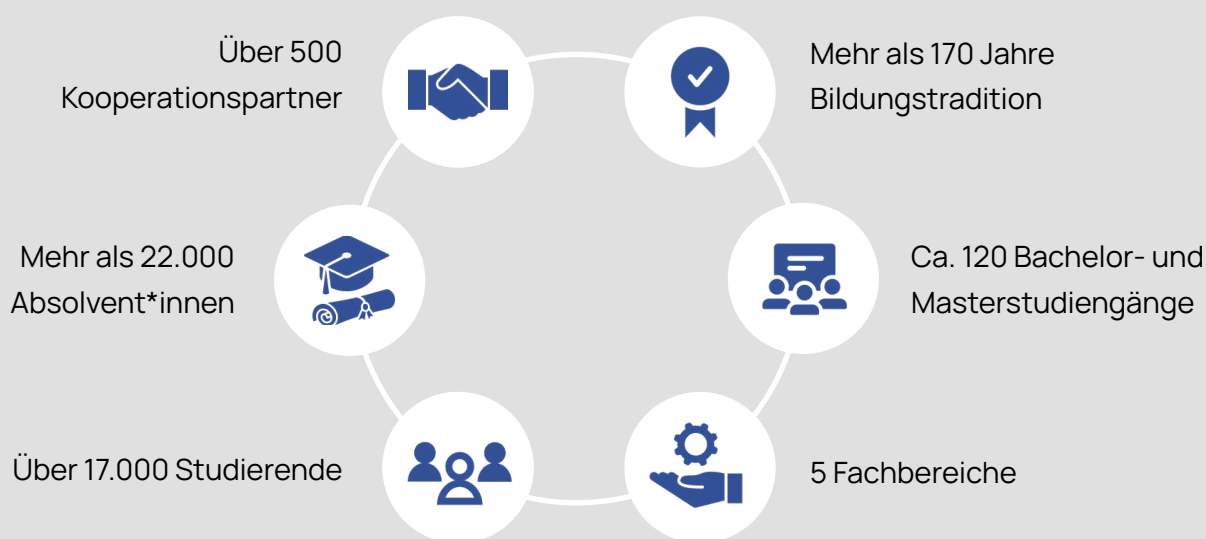 Über 500
Kooperationspartner
Mehr als 170 Jahre
Bildungstradition
Mehr als 22.000
Absolvent*innen
Ca. 120 Bachelor- und
Masterstudiengänge
Über 17.000 Studierende
5 Fachbereiche